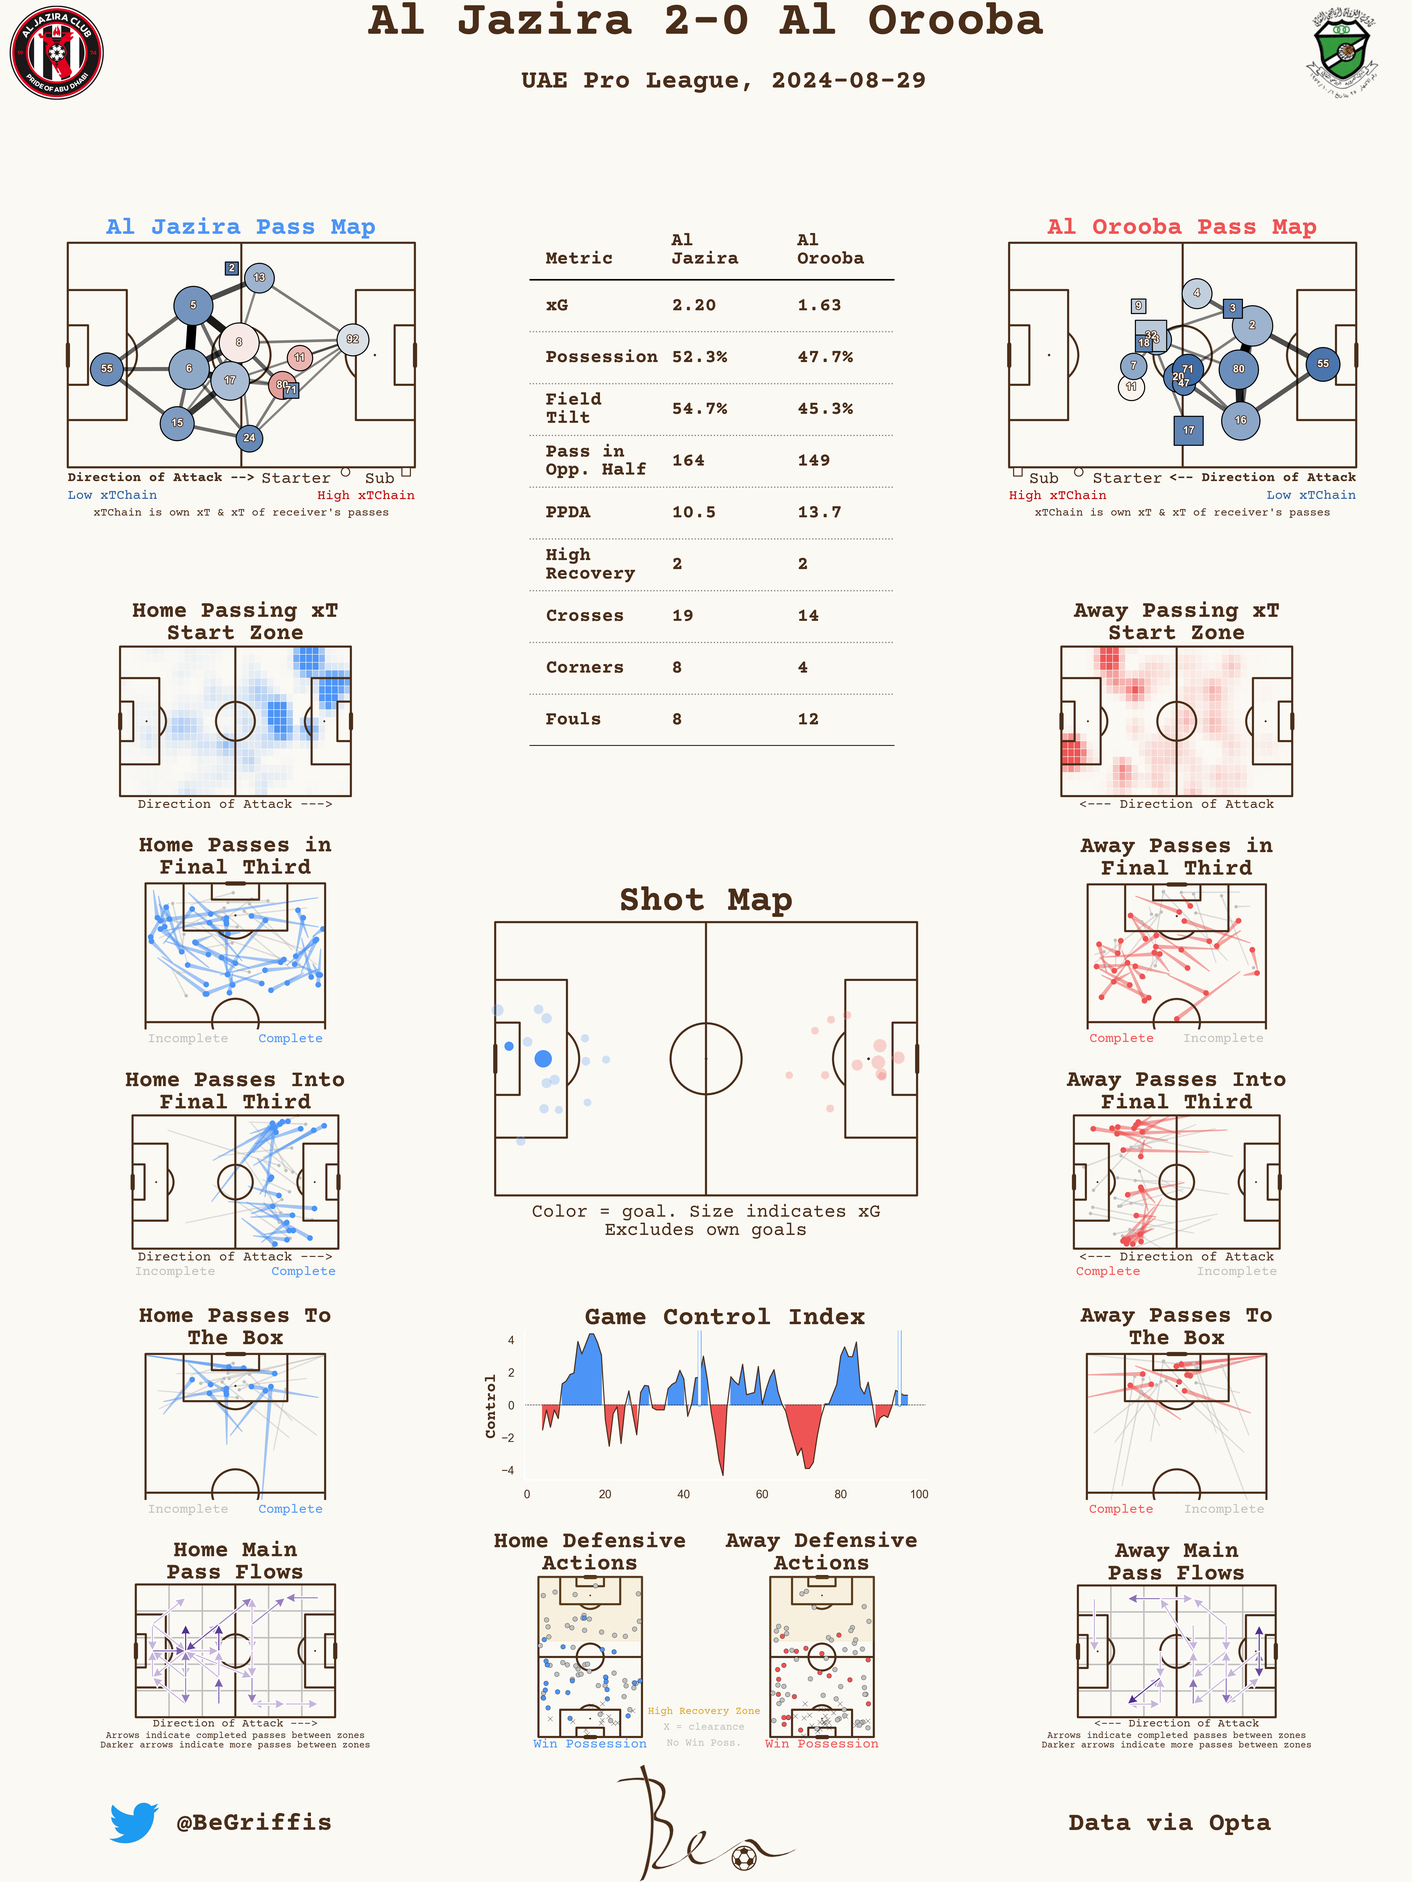 Al Jazira 2-0 Al Orooba
UAE Pro League, 2024-08-29
AL JAZIRA CLUB
PRIDE OF ABU DHABI
Al Jazira Pass Map
2
13
5
8
92
11
55
6
17
80
71
15
24
Direction of Attack --> Starter Sub
Low xTChain High xTChain
xTChain is own xT & xT of receiver's passes
Metric Al Jazira Al Orooba
xG 2.20 1.63
Possession 52.3% 47.7%
Field Tilt 54.7% 45.3%
Pass in Opp. Half 164 149
PPDA 10.5 13.7
High Recovery 2 2
Crosses 19 14
Corners 8 4
Fouls 8 12
Al Orooba Pass Map
4
9
3
2
32
18
7
71
20
47
11
80
55
16
17
Sub Starter <-- Direction of Attack
High xTChain Low xTChain
xTChain is own xT & xT of receiver's passes
Home Passing xT
Start Zone
Direction of Attack --->
Away Passing xT
Start Zone
<--- Direction of Attack
Home Passes in
Final Third
Incomplete Complete
Away Passes in
Final Third
Complete Incomplete
Shot Map
Color = goal. Size indicates xG
Excludes own goals
Home Passes Into
Final Third
Direction of Attack --->
Incomplete Complete
Away Passes Into
Final Third
<--- Direction of Attack
Complete Incomplete
Home Passes To
The Box
Incomplete Complete
Game Control Index
Control
4
2
0
−2
−4
0 20 40 60 80 100
Away Passes To
The Box
Complete Incomplete
Home Main
Pass Flows
Direction of Attack --->
Arrows indicate completed passes between zones
Darker arrows indicate more passes between zones
Home Defensive
Actions
Win Possession
High Recovery Zone
X = clearance
No Win Poss.
Away Defensive
Actions
Win Possession
Away Main
Pass Flows
<--- Direction of Attack
Arrows indicate completed passes between zones
Darker arrows indicate more passes between zones
@BeGriffis
Ben
Data via Opta